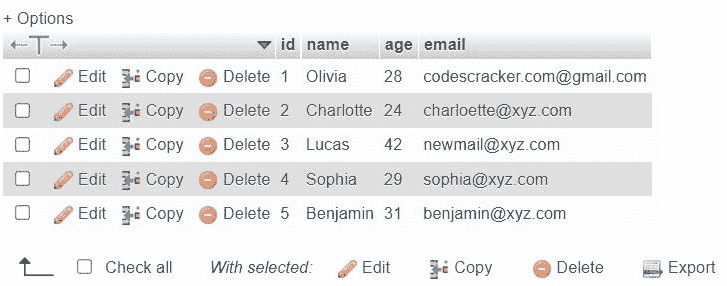 + Options
id name age email
Edit Copy Delete 1 Olivia 28 codescracker.com@gmail.com
Edit Copy Delete 2 Charlotte 24 charloette@xyz.com
Edit Copy Delete 3 Lucas 42 newmail@xyz.com
Edit Copy Delete 4 Sophia 29 sophia@xyz.com
Edit Copy Delete 5 Benjamin 31 benjamin@xyz.com
Check all With selected: Edit Copy Delete Export